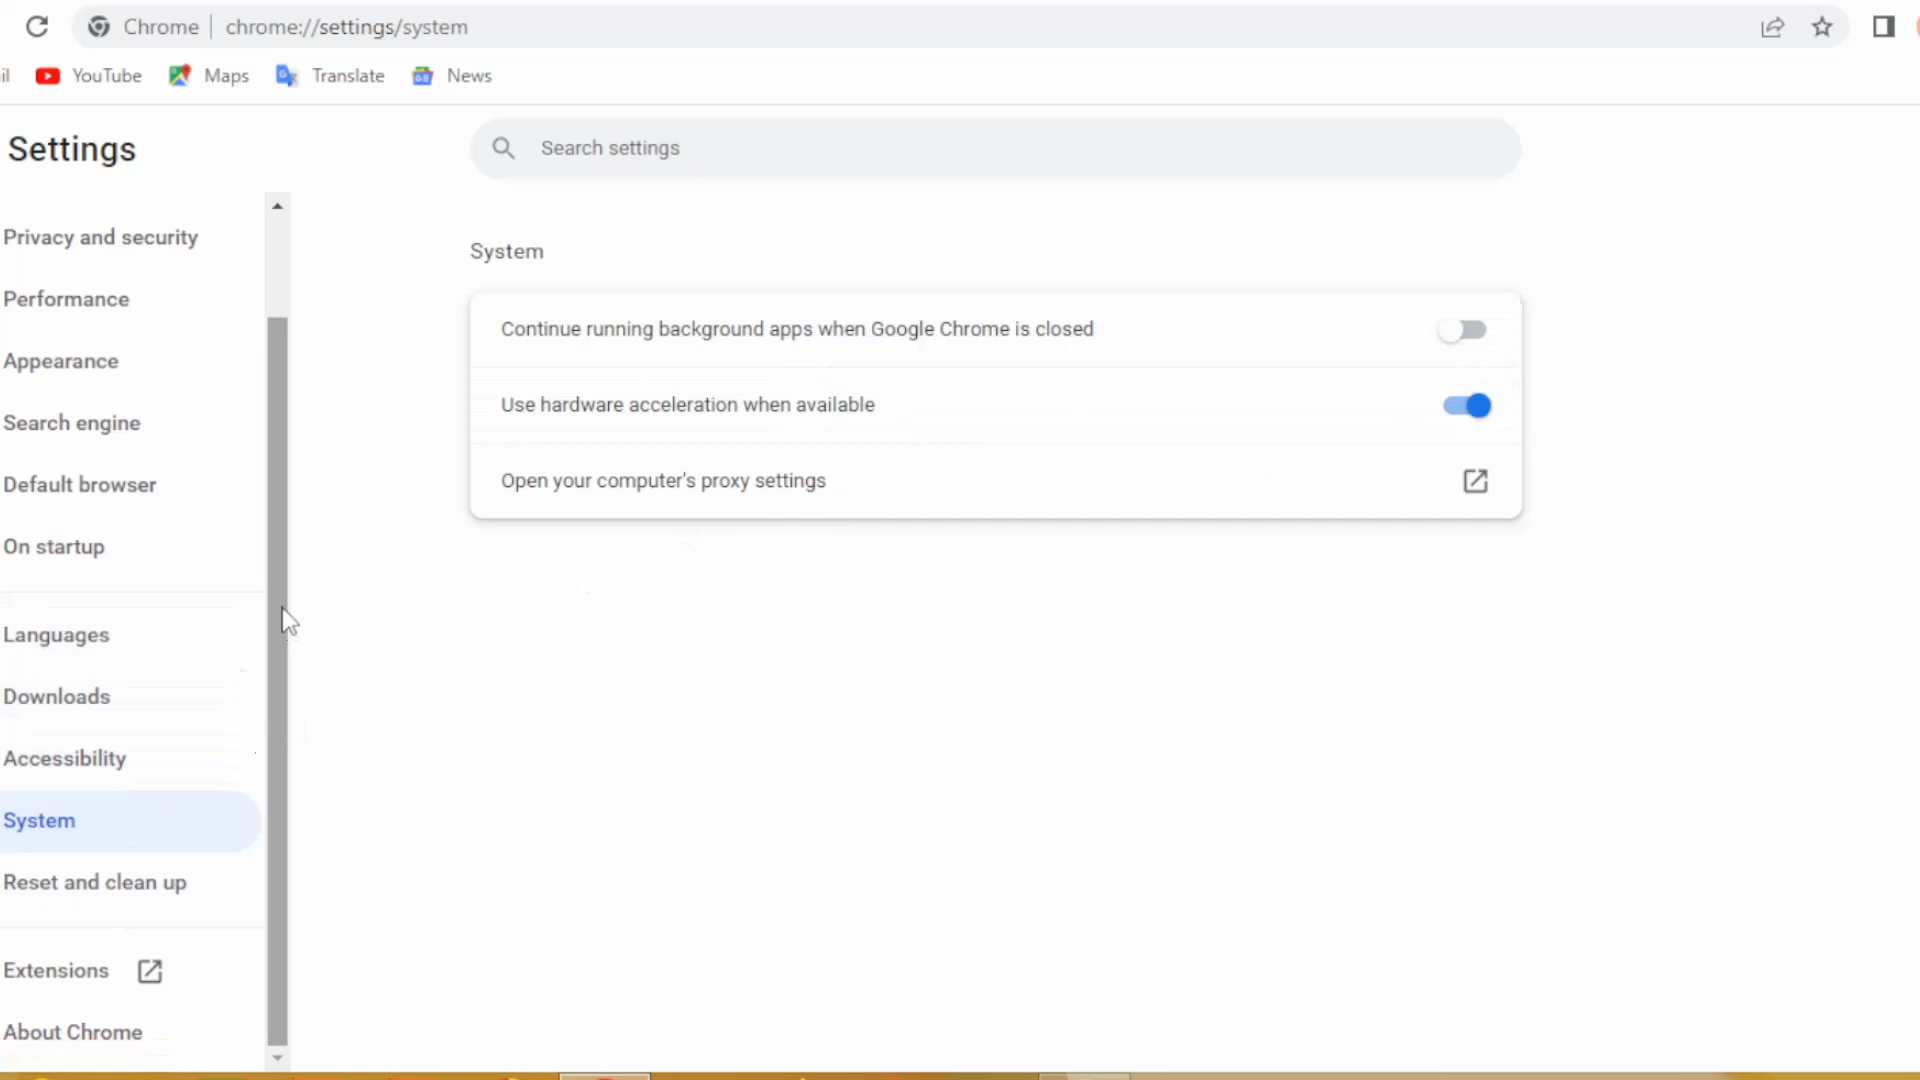 Chrome | chrome://settings/system
il YouTube Maps Translate News
Settings
Search settings
Privacy and security
Performance
Appearance
Search engine
Default browser
On startup
Languages
Downloads
Accessibility
System
Reset and clean up
Extensions
About Chrome
System
Continue running background apps when Google Chrome is closed
Use hardware acceleration when available
Open your computer's proxy settings